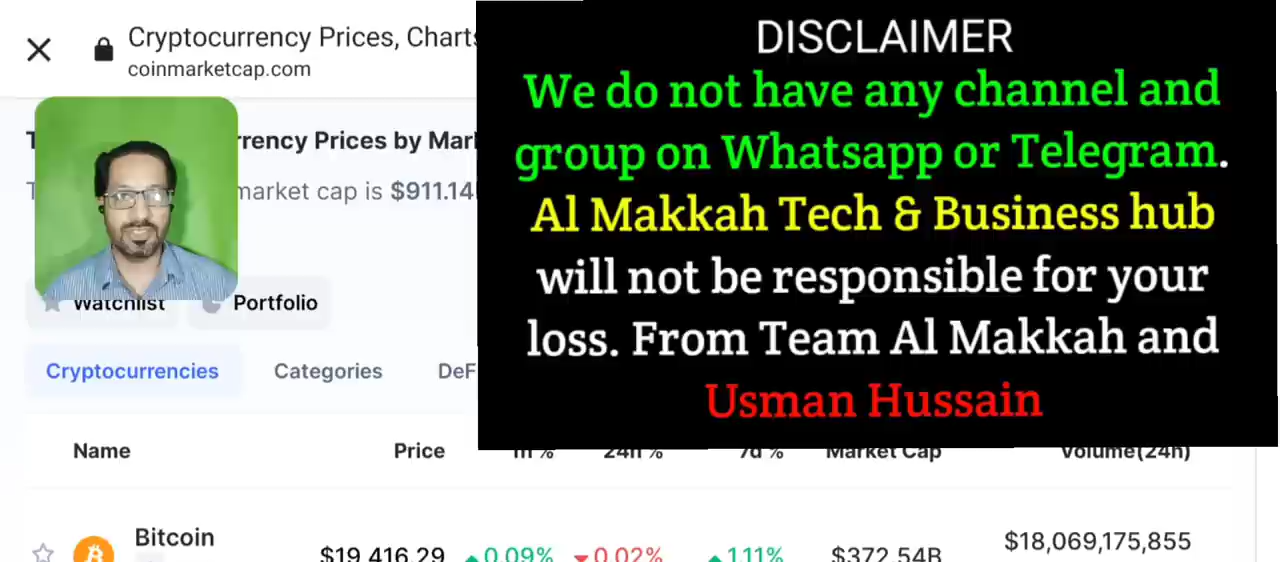 Cryptocurrency Prices, Charts
coinmarketcap.com
DISCLAIMER
We do not have any channel and
group on Whatsapp or Telegram.
Al Makkah Tech & Business hub
will not be responsible for your
loss. From Team Al Makkah and
Usman Hussain
rrency Prices by Mar
market cap is $911.14
Watchlist Portfolio
Cryptocurrencies Categories DeF
Name Price 1h % 24h % 7d % Market Cap Volume(24h)
Bitcoin $19,416.29 0.09% 0.02% 1.11% $372.54B $18,069,175,855